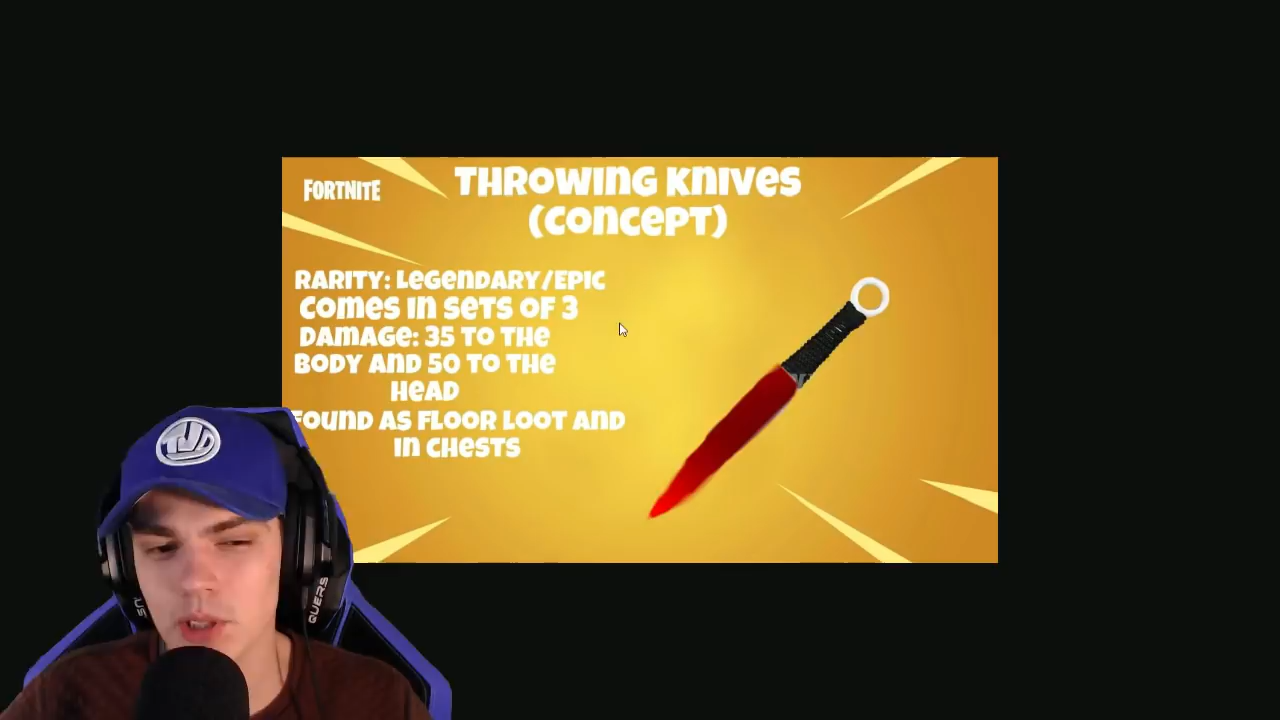 FORTNITE
THROWING KNIVES
(CONCEPT)
RARITY: LEGENDARY/EPIC
COMES IN SETS OF 3
DAMAGE: 35 TO THE
BODY AND 50 TO THE
HEAD
FOUND AS FLOOR LOOT AND
IN CHESTS
TJD